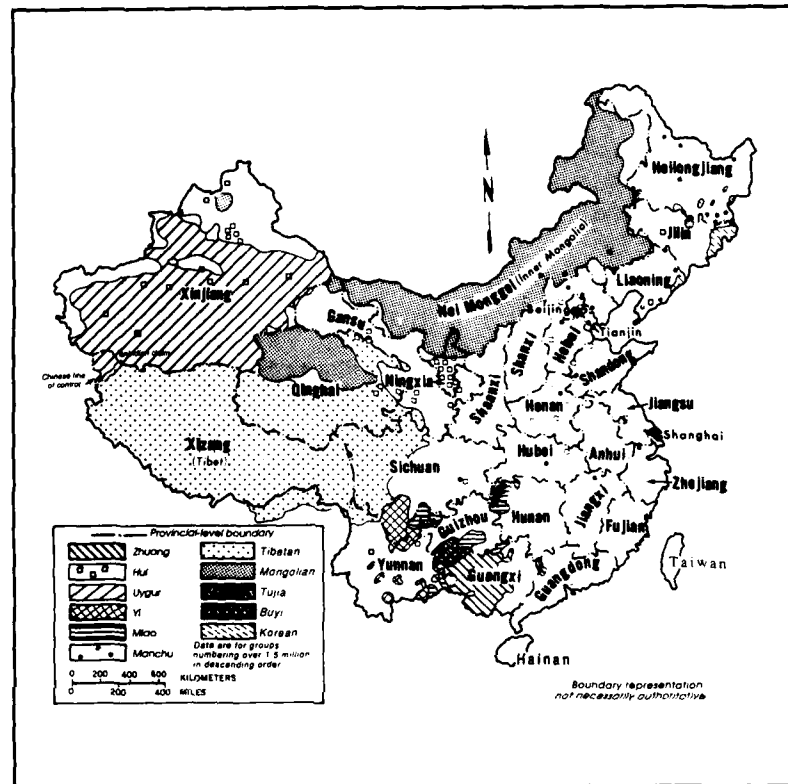 N
Heilongjiang
Jilin
Liaoning
Nei Monggol (Inner Mongolia)
Xinjiang
Gansu
Beijing
Tianjin
Hebei
Shanxi
Shandong
Chinese line
of control
Qinghai
Ningxia
Shaanxi
Henan
Jiangsu
Shanghai
Xizang
(Tibet)
Sichuan
Hubei
Anhui
Zhejiang
Guizhou
Hunan
Jiangxi
Fujian
Yunnan
Guangxi
Guangdong
Taiwan
Hainan
Provincial-level boundary
Zhuang
Hui
Uygur
Yi
Miao
Manchu
Tibetan
Mongolian
Tujia
Buyi
Korean
Data are for groups
numbering over 1.5 million
in descending order
0 200 400 600
KILOMETERS
0 200 400
MILES
Boundary representation
not necessarily authoritative